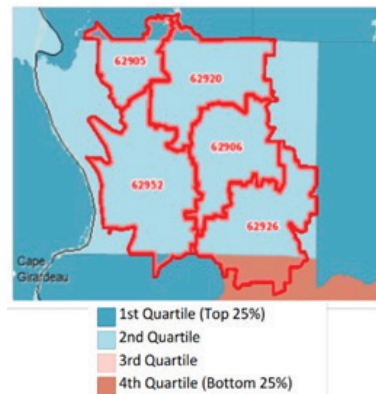 62905
62920
62906
62952
62926
Cape
Girardeau
1st Quartile (Top 25%)
2nd Quartile
3rd Quartile
4th Quartile (Bottom 25%)